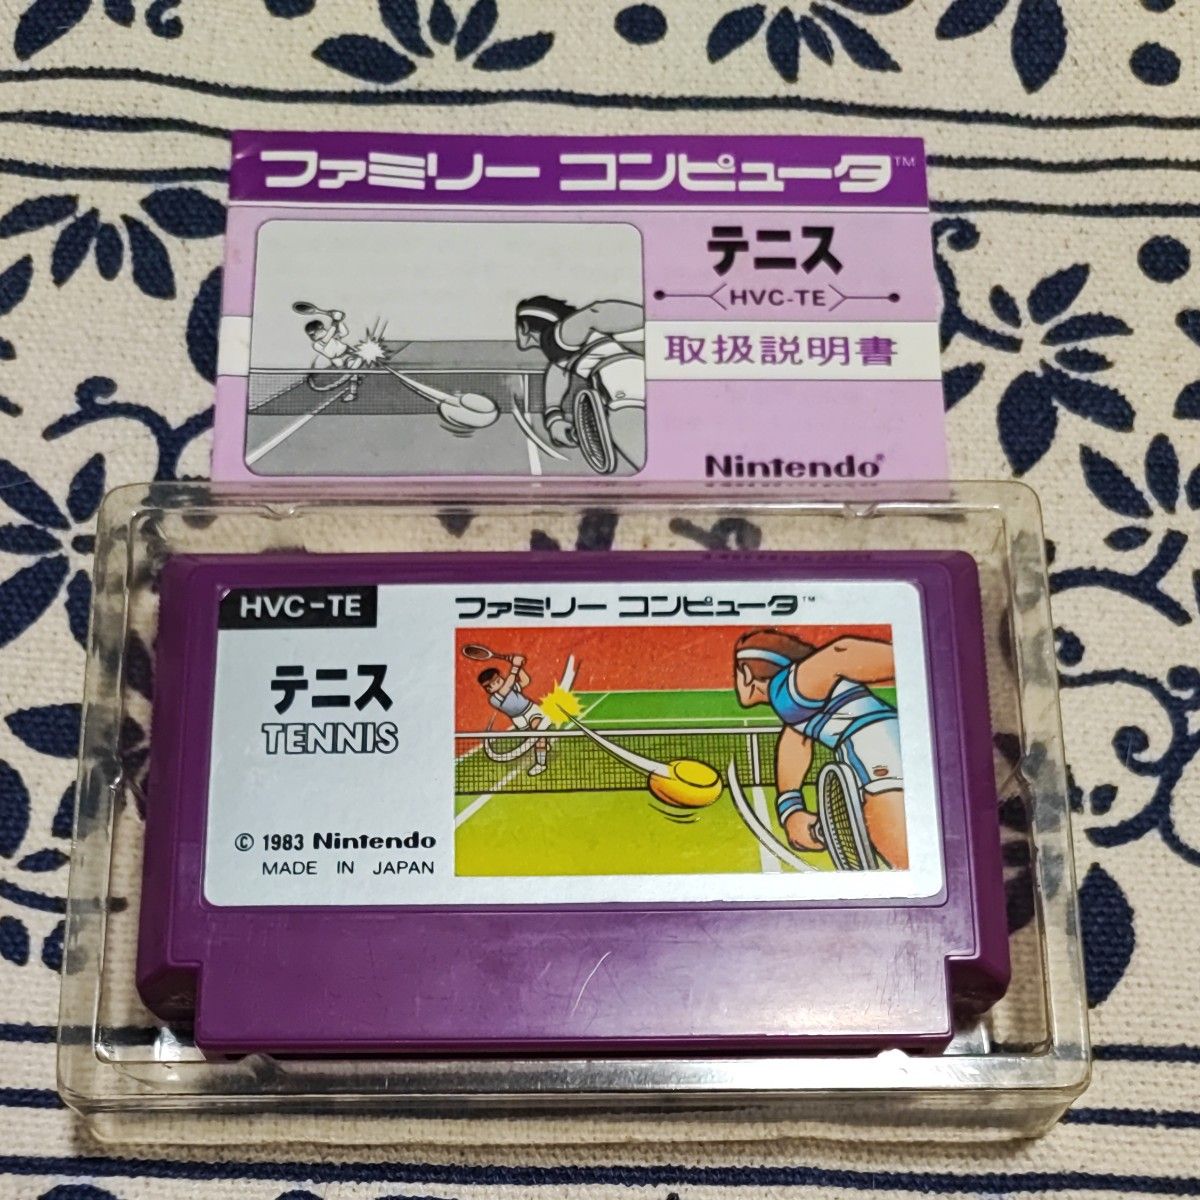 ファミリー コンピュータ™
テニス
HVC-TE
取扱説明書
Nintendo®
HVC-TE
ファミリー コンピュータ™
テニス
TENNIS
© 1983 Nintendo
MADE IN JAPAN